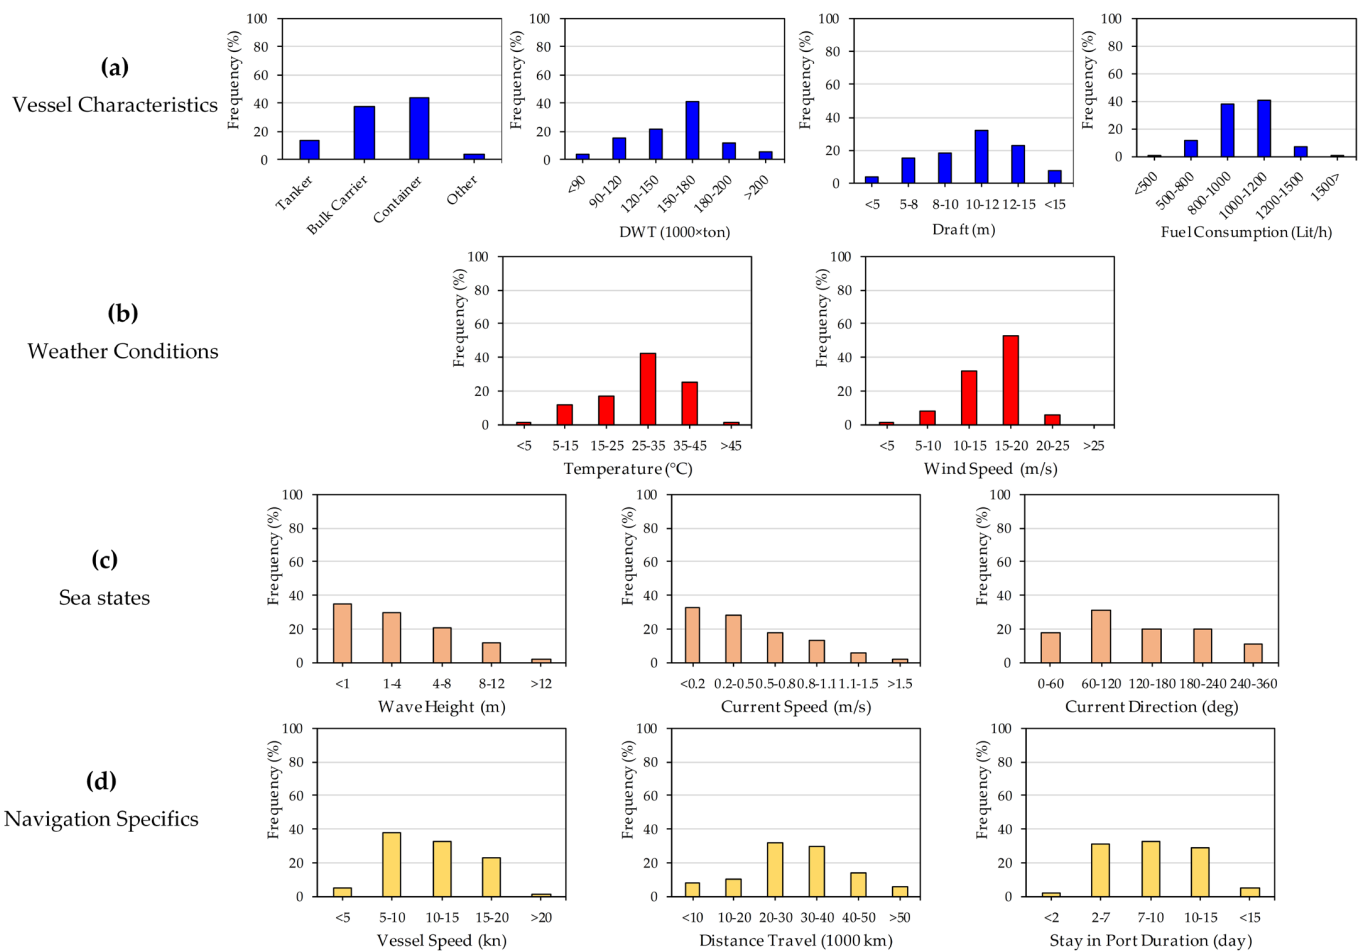 (a)
Vessel Characteristics
Frequency (%)
100
80
60
40
20
0
Tanker
Bulk Carrier
Container
Other
Frequency (%)
100
80
60
40
20
0
<90
90-120
120-150
150-180
180-200
>200
DWT (1000×ton)
Frequency (%)
100
80
60
40
20
0
<5 5-8 8-10 10-12 12-15 <15
Draft (m)
Frequency (%)
100
80
60
40
20
0
<500
500-800
800-1000
1000-1200
1200-1500
1500>
Fuel Consumption (Lit/h)
(b)
Weather Conditions
Frequency (%)
100
80
60
40
20
0
<5 5-15 15-25 25-35 35-45 >45
Temperature (°C)
Frequency (%)
100
80
60
40
20
0
<5 5-10 10-15 15-20 20-25 >25
Wind Speed (m/s)
(c)
Sea states
Frequency (%)
100
80
60
40
20
0
<1 1-4 4-8 8-12 >12
Wave Height (m)
Frequency (%)
100
80
60
40
20
0
<0.2 0.2-0.5 0.5-0.8 0.8-1.1 1.1-1.5 >1.5
Current Speed (m/s)
Frequency (%)
100
80
60
40
20
0
0-60 60-120 120-180 180-240 240-360
Current Direction (deg)
(d)
Navigation Specifics
Frequency (%)
100
80
60
40
20
0
<5 5-10 10-15 15-20 >20
Vessel Speed (kn)
Frequency (%)
100
80
60
40
20
0
<10 10-20 20-30 30-40 40-50 >50
Distance Travel (1000 km)
Frequency (%)
100
80
60
40
20
0
<2 2-7 7-10 10-15 <15
Stay in Port Duration (day)